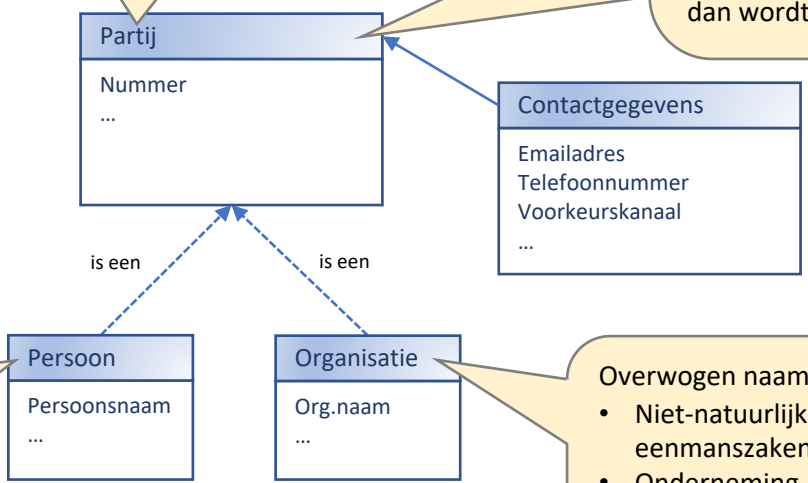 dan wordt
Partij
Nummer
...
Contactgegevens
Emailadres
Telefoonnummer
Voorkeurskanaal
...
is een
is een
Persoon
Persoonsnaam
...
Organisatie
Org.naam
...
Overwogen naam
• Niet-natuurlijk
eenmanszaken
• Onderneming